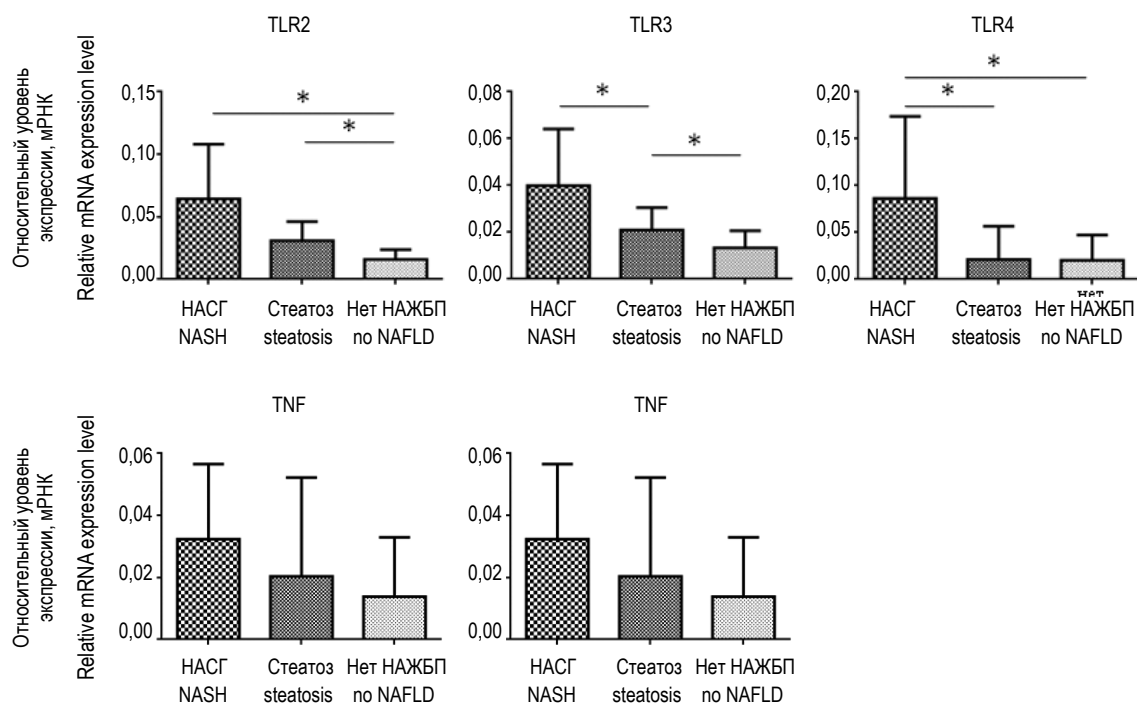 TLR2
TLR3
TLR4
Относительный уровень
экспрессии, мРНК
Relative mRNA expression level
0,15
0,10
0,05
0,00
*
*
НАСГ
NASH
Стеатоз
steatosis
Нет НАЖБП
no NAFLD
0,08
0,06
0,04
0,02
0,00
*
*
НАСГ
NASH
Стеатоз
steatosis
Нет НАЖБП
no NAFLD
0,20
0,15
0,10
0,05
0,00
*
*
НАСГ
NASH
Стеатоз
steatosis
Нет НАЖБП
no NAFLD
TNF
TNF
Относительный уровень
экспрессии, мРНК
Relative mRNA expression level
0,06
0,04
0,02
0,00
НАСГ
NASH
Стеатоз
steatosis
Нет НАЖБП
no NAFLD
0,06
0,04
0,02
0,00
НАСГ
NASH
Стеатоз
steatosis
Нет НАЖБП
no NAFLD